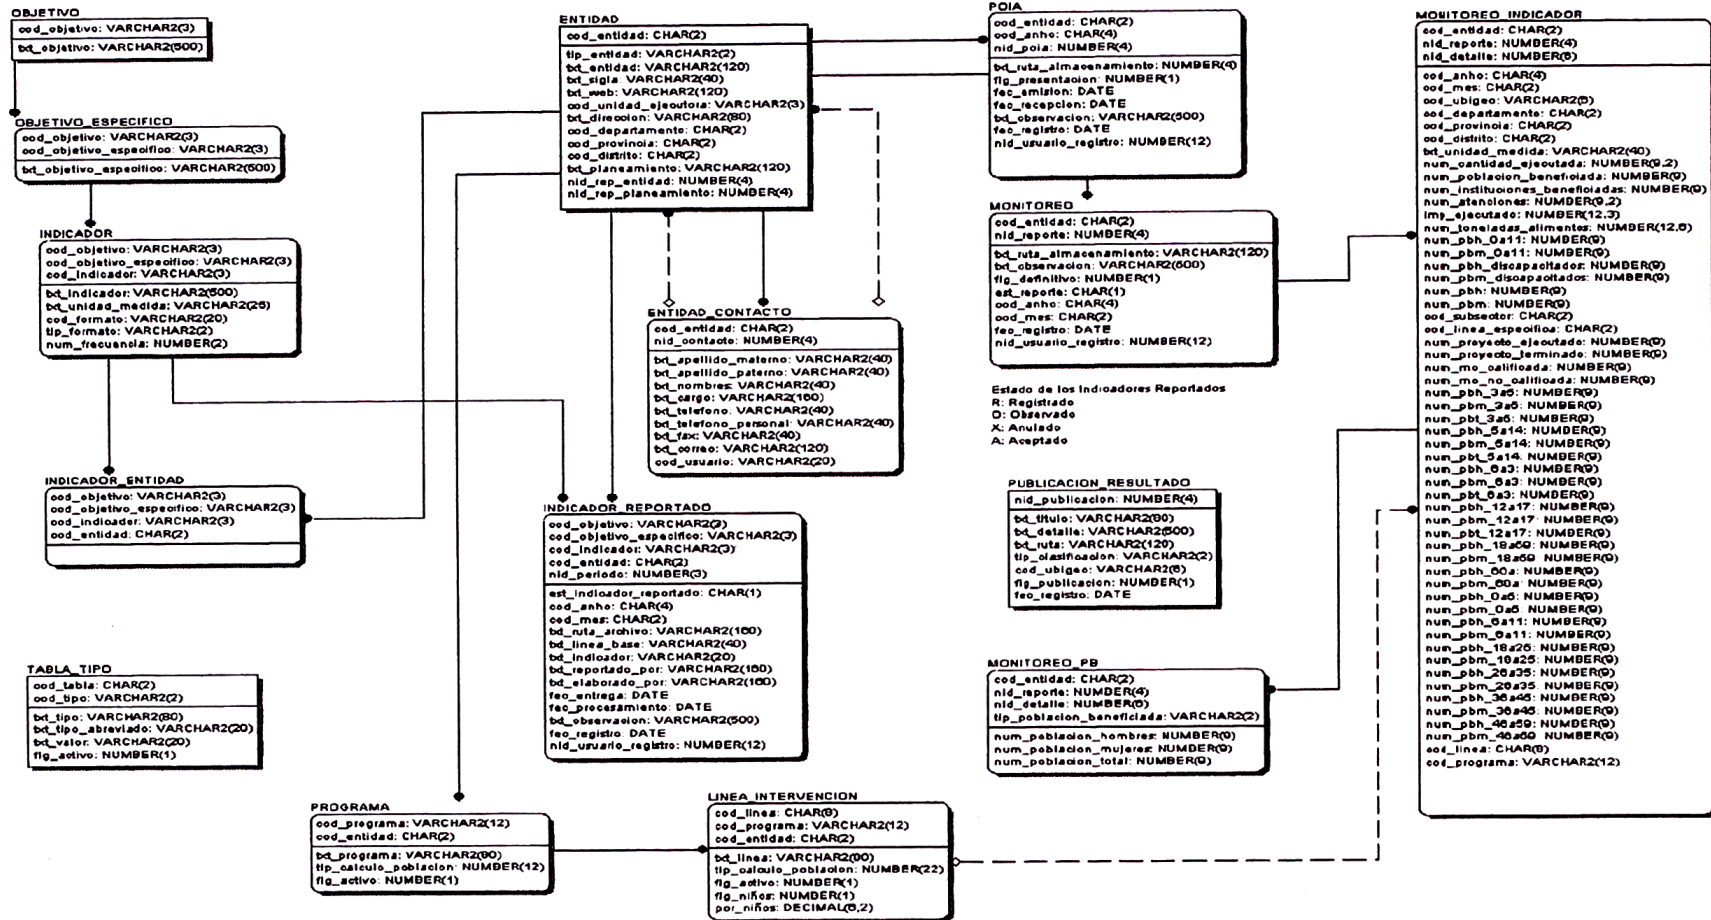 OBJETIVO
cod_objetivo: VARCHAR2(3)
txt_objetivo: VARCHAR2(500)
OBJETIVO_ESPECIFICO
cod_objetivo: VARCHAR2(3)
cod_objetivo_especifico: VARCHAR2(3)
txt_objetivo_especifico: VARCHAR2(500)
INDICADOR
cod_objetivo: VARCHAR2(3)
cod_objetivo_especifico: VARCHAR2(3)
cod_indicador: VARCHAR2(3)
txt_indicador: VARCHAR2(500)
txt_unidad_medida: VARCHAR2(25)
cod_formato: VARCHAR2(20)
tip_formato: VARCHAR2(2)
num_frecuencia: NUMBER(2)
INDICADOR_ENTIDAD
cod_objetivo: VARCHAR2(3)
cod_objetivo_especifico: VARCHAR2(3)
cod_indicador: VARCHAR2(3)
cod_entidad: CHAR(2)
TABLA_TIPO
cod_tabla: CHAR(2)
cod_tipo: VARCHAR2(2)
txt_tipo: VARCHAR2(80)
txt_tipo_abreviado: VARCHAR2(20)
txt_valor: VARCHAR2(20)
flg_activo: NUMBER(1)
ENTIDAD
cod_entidad: CHAR(2)
tip_entidad: VARCHAR2(2)
txt_entidad: VARCHAR2(120)
txt_sigla: VARCHAR2(40)
txt_web: VARCHAR2(120)
cod_unidad_ejecutora: VARCHAR2(3)
txt_direccion: VARCHAR2(80)
cod_departamento: CHAR(2)
cod_provincia: CHAR(2)
cod_distrito: CHAR(2)
txt_planeamiento: VARCHAR2(120)
nid_rep_entidad: NUMBER(4)
nid_rep_planeamiento: NUMBER(4)
ENTIDAD_CONTACTO
cod_entidad: CHAR(2)
nid_contacto: NUMBER(4)
txt_apellido_materno: VARCHAR2(40)
txt_apellido_paterno: VARCHAR2(40)
txt_nombres: VARCHAR2(40)
txt_cargo: VARCHAR2(160)
txt_telefono: VARCHAR2(40)
txt_telefono_personal: VARCHAR2(40)
txt_fax: VARCHAR2(40)
txt_correo: VARCHAR2(120)
cod_usuario: VARCHAR2(20)
INDICADOR_REPORTADO
cod_objetivo: VARCHAR2(3)
cod_objetivo_especifico: VARCHAR2(3)
cod_indicador: VARCHAR2(3)
cod_entidad: CHAR(2)
nid_periodo: NUMBER(3)
est_indicador_reportado: CHAR(1)
cod_anho: CHAR(4)
cod_mes: CHAR(2)
txt_ruta_archivo: VARCHAR2(160)
txt_linea_base: VARCHAR2(40)
txt_indicador: VARCHAR2(20)
txt_reportado_por: VARCHAR2(160)
txt_elaborado_por: VARCHAR2(160)
fec_entrega: DATE
fec_procesamiento: DATE
txt_observacion: VARCHAR2(500)
fec_registro: DATE
nid_usuario_registro: NUMBER(12)
PROGRAMA
cod_programa: VARCHAR2(12)
cod_entidad: CHAR(2)
txt_programa: VARCHAR2(80)
tip_calculo_poblacion: NUMBER(12)
flg_activo: NUMBER(1)
LINEA_INTERVENCION
cod_linea: CHAR(8)
cod_programa: VARCHAR2(12)
cod_entidad: CHAR(2)
txt_linea: VARCHAR2(80)
tip_calculo_poblacion: NUMBER(22)
flg_activo: NUMBER(1)
flg_niños: NUMBER(1)
por_niños: DECIMAL(6,2)
POIA
cod_entidad: CHAR(2)
cod_anho: CHAR(4)
nid_poia: NUMBER(4)
txt_ruta_almacenamiento: NUMBER(4)
flg_presentacion: NUMBER(1)
fec_emision: DATE
fec_recepcion: DATE
txt_observacion: VARCHAR2(500)
fec_registro: DATE
nid_usuario_registro: NUMBER(12)
MONITOREO
cod_entidad: CHAR(2)
nid_reporte: NUMBER(4)
txt_ruta_almacenamiento: VARCHAR2(120)
txt_observacion: VARCHAR2(500)
flg_definitivo: NUMBER(1)
est_reporte: CHAR(1)
cod_anho: CHAR(4)
cod_mes: CHAR(2)
fec_registro: DATE
nid_usuario_registro: NUMBER(12)
Estado de los Indicadores Reportados
R: Registrado
O: Observado
X: Anulado
A: Aceptado
PUBLICACION_RESULTADO
nid_publicacion: NUMBER(4)
txt_titulo: VARCHAR2(80)
txt_detalle: VARCHAR2(500)
txt_ruta: VARCHAR2(120)
tip_clasificacion: VARCHAR2(2)
cod_ubigeo: VARCHAR2(6)
flg_publicacion: NUMBER(1)
fec_registro: DATE
MONITOREO_PB
cod_entidad: CHAR(2)
nid_reporte: NUMBER(4)
nid_detalle: NUMBER(6)
tip_poblacion_beneficiada: VARCHAR2(2)
num_poblacion_hombres: NUMBER(9)
num_poblacion_mujeres: NUMBER(9)
num_poblacion_total: NUMBER(9)
MONITOREO_INDICADOR
cod_entidad: CHAR(2)
nid_reporte: NUMBER(4)
nid_detalle: NUMBER(6)
cod_anho: CHAR(4)
cod_mes: CHAR(2)
cod_ubigeo: VARCHAR2(6)
cod_departamento: CHAR(2)
cod_provincia: CHAR(2)
cod_distrito: CHAR(2)
txt_unidad_medida: VARCHAR2(40)
num_cantidad_ejecutada: NUMBER(9,2)
num_poblacion_beneficiada: NUMBER(9)
num_instituciones_beneficiadas: NUMBER(9)
num_atenciones: NUMBER(9,2)
imp_ejecutado: NUMBER(12,3)
num_toneladas_alimentos: NUMBER(12,6)
num_pbh_0a11: NUMBER(9)
num_pbm_0a11: NUMBER(9)
num_pbh_discapacitados: NUMBER(9)
num_pbm_discapacitados: NUMBER(9)
num_pbh: NUMBER(9)
num_pbm: NUMBER(9)
cod_subsector: CHAR(2)
cod_linea_especifica: CHAR(2)
num_proyecto_ejecutado: NUMBER(9)
num_proyecto_terminado: NUMBER(9)
num_mo_calificada: NUMBER(9)
num_mo_no_calificada: NUMBER(9)
num_pbh_3a5: NUMBER(9)
num_pbm_3a5: NUMBER(9)
num_pbt_3a5: NUMBER(9)
num_pbh_5a14: NUMBER(9)
num_pbm_5a14: NUMBER(9)
num_pbt_5a14: NUMBER(9)
num_pbh_6a3: NUMBER(9)
num_pbm_6a3: NUMBER(9)
num_pbt_6a3: NUMBER(9)
num_pbh_12a17: NUMBER(9)
num_pbm_12a17: NUMBER(9)
num_pbt_12a17: NUMBER(9)
num_pbh_18a59: NUMBER(9)
num_pbm_18a59: NUMBER(9)
num_pbh_60a: NUMBER(9)
num_pbm_60a: NUMBER(9)
num_pbh_0a5: NUMBER(9)
num_pbm_0a5: NUMBER(9)
num_pbh_6a11: NUMBER(9)
num_pbm_6a11: NUMBER(9)
num_pbh_18a25: NUMBER(9)
num_pbm_18a25: NUMBER(9)
num_pbh_26a35: NUMBER(9)
num_pbm_26a35: NUMBER(9)
num_pbh_36a45: NUMBER(9)
num_pbm_36a45: NUMBER(9)
num_pbh_46a59: NUMBER(9)
num_pbm_46a59: NUMBER(9)
cod_linea: CHAR(8)
cod_programa: VARCHAR2(12)